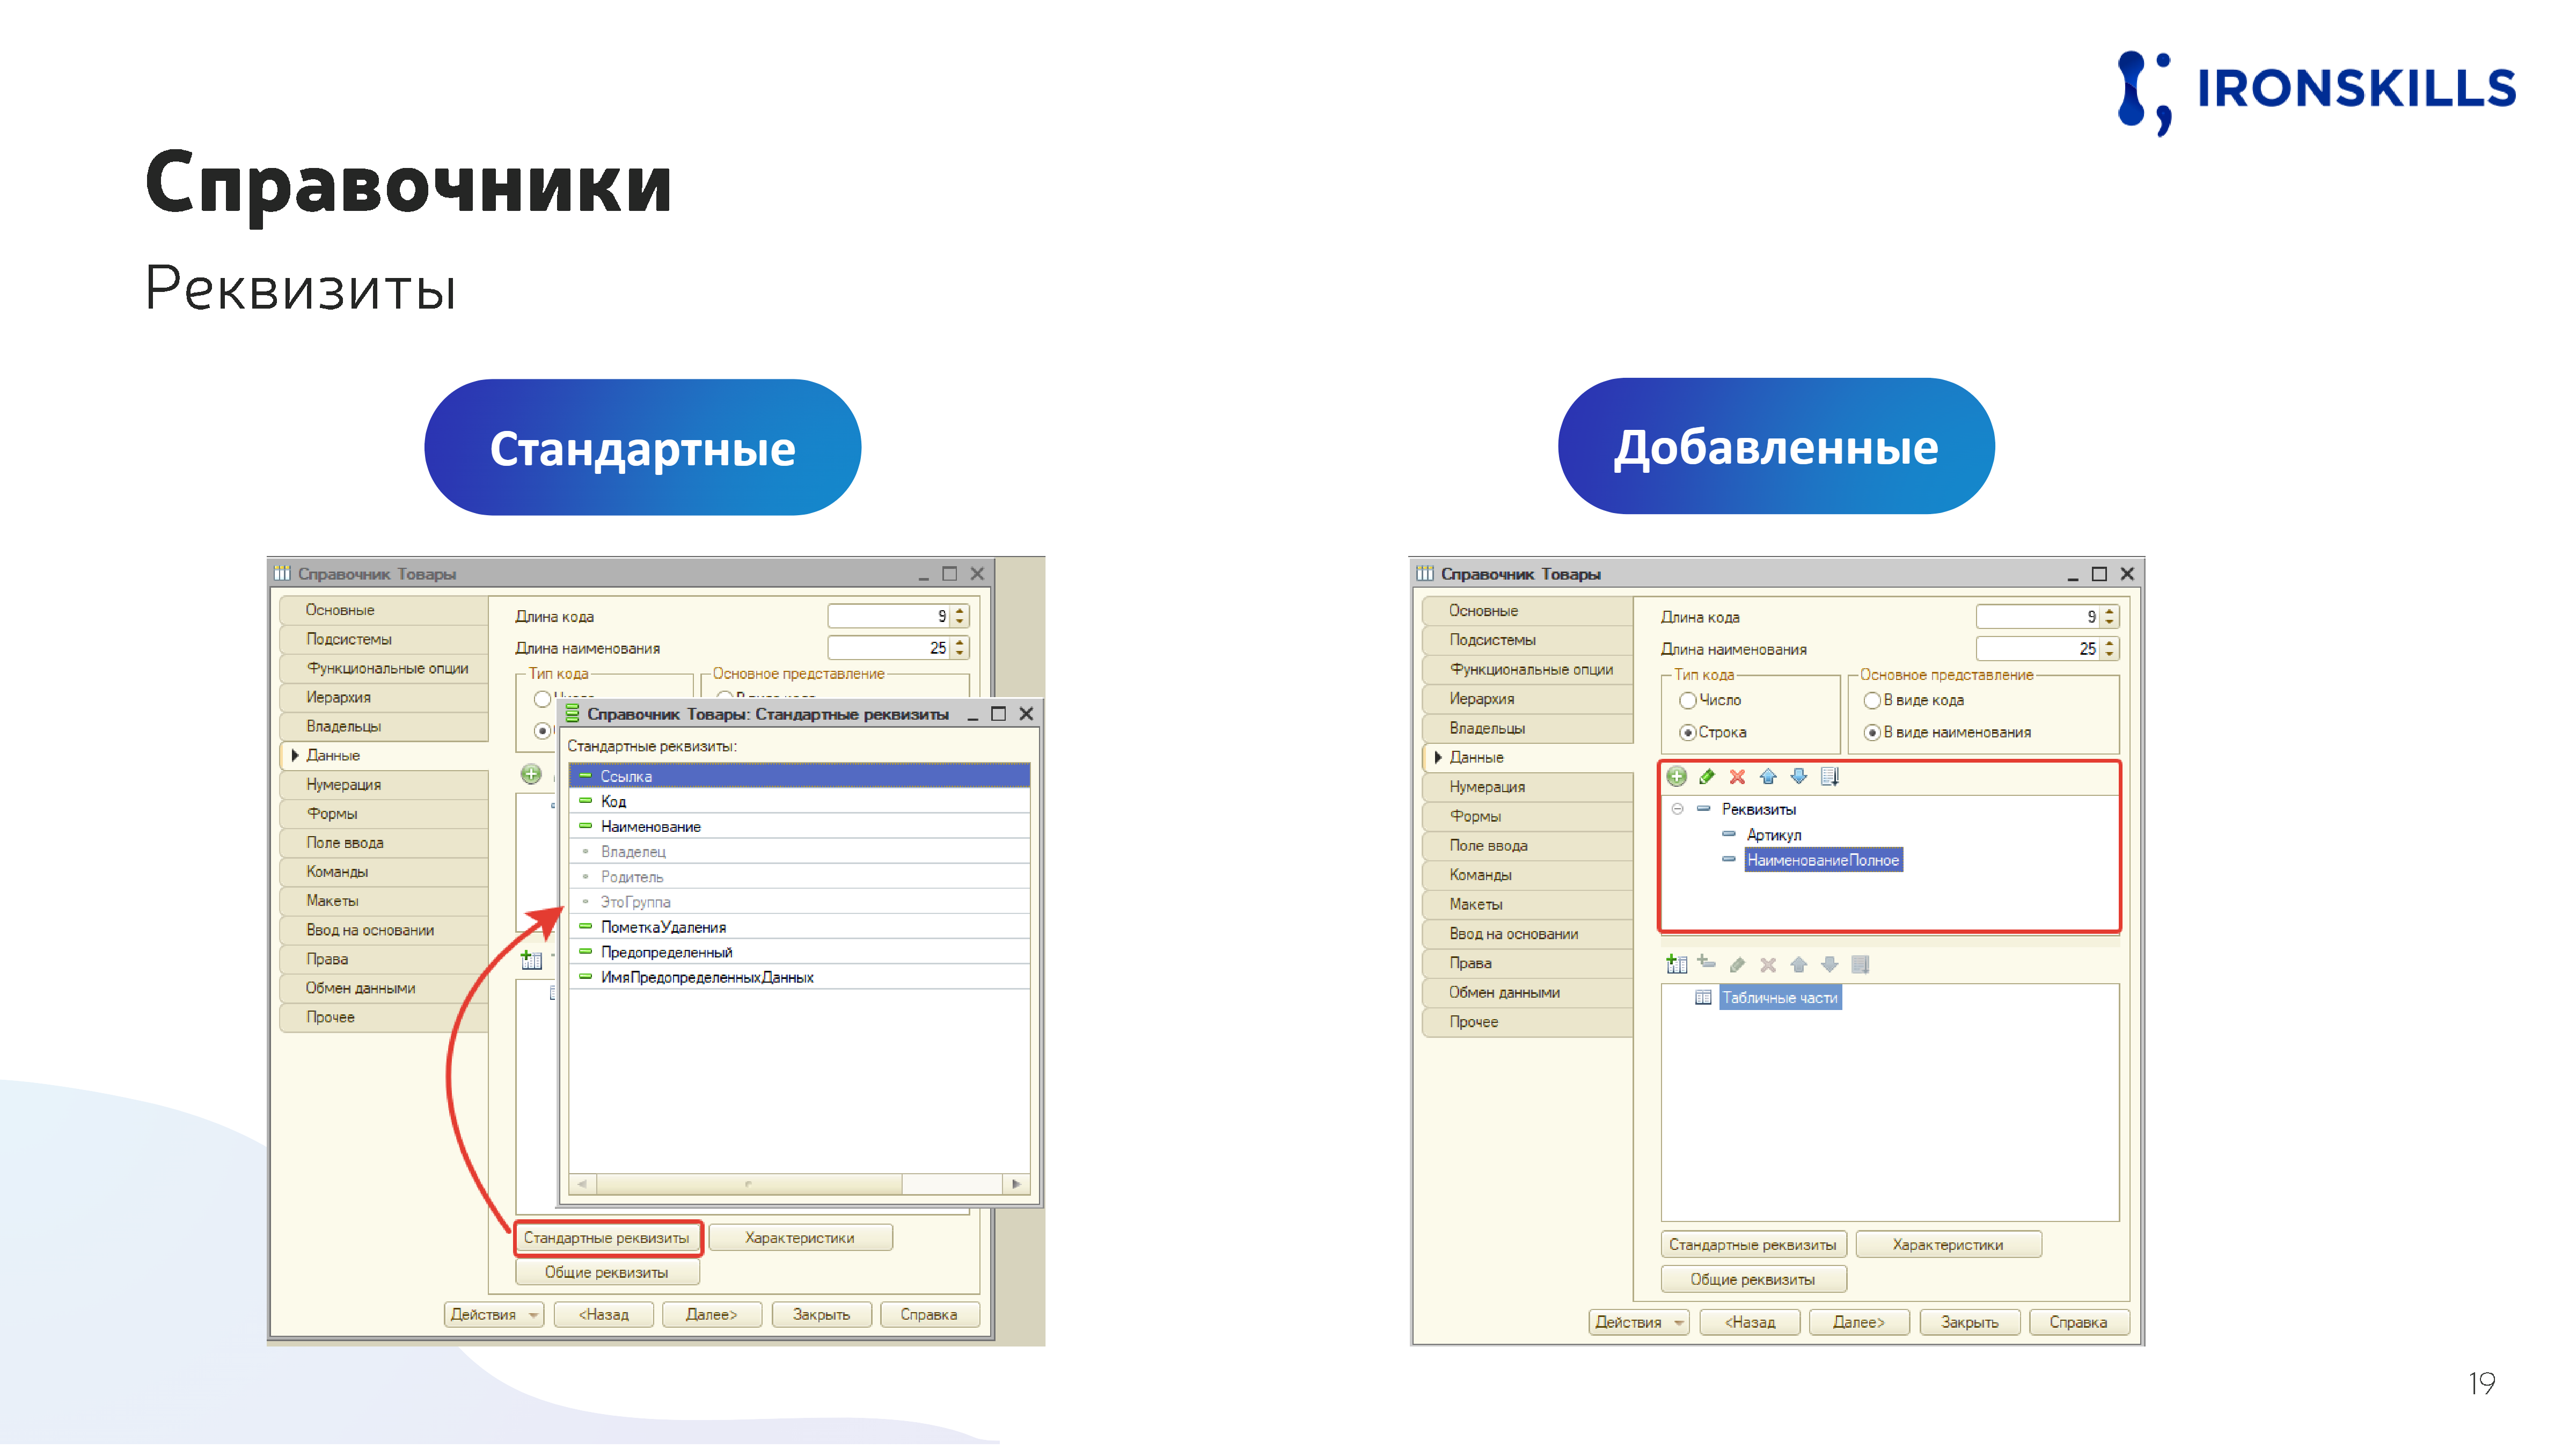 IRONSKILLS
Справочники
Реквизиты
Стандартные
Справочник Товары
Основные
Подсистемы
Функциональные опции
Иерархия
Владельцы
Данные
Нумерация
Формы
Поле ввода
Команды
Макеты
Ввод на основании
Права
Обмен данными
Прочее
Длина кода 9
Длина наименования 25
Тип кода
Основное представление
Справочник Товары: Стандартные реквизиты
Стандартные реквизиты:
Ссылка
Код
Наименование
Владелец
Родитель
ЭтоГруппа
ПометкаУдаления
Предопределенный
ИмяПредопределенныхДанных
Стандартные реквизиты Характеристики
Общие реквизиты
Действия <Назад Далее> Закрыть Справка
Добавленные
Справочник Товары
Основные
Подсистемы
Функциональные опции
Иерархия
Владельцы
Данные
Нумерация
Формы
Поле ввода
Команды
Макеты
Ввод на основании
Права
Обмен данными
Прочее
Длина кода 9
Длина наименования 25
Тип кода
Число
Строка
Основное представление
В виде кода
В виде наименования
Реквизиты
Артикул
НаименованиеПолное
Табличные части
Стандартные реквизиты Характеристики
Общие реквизиты
Действия <Назад Далее> Закрыть Справка
19